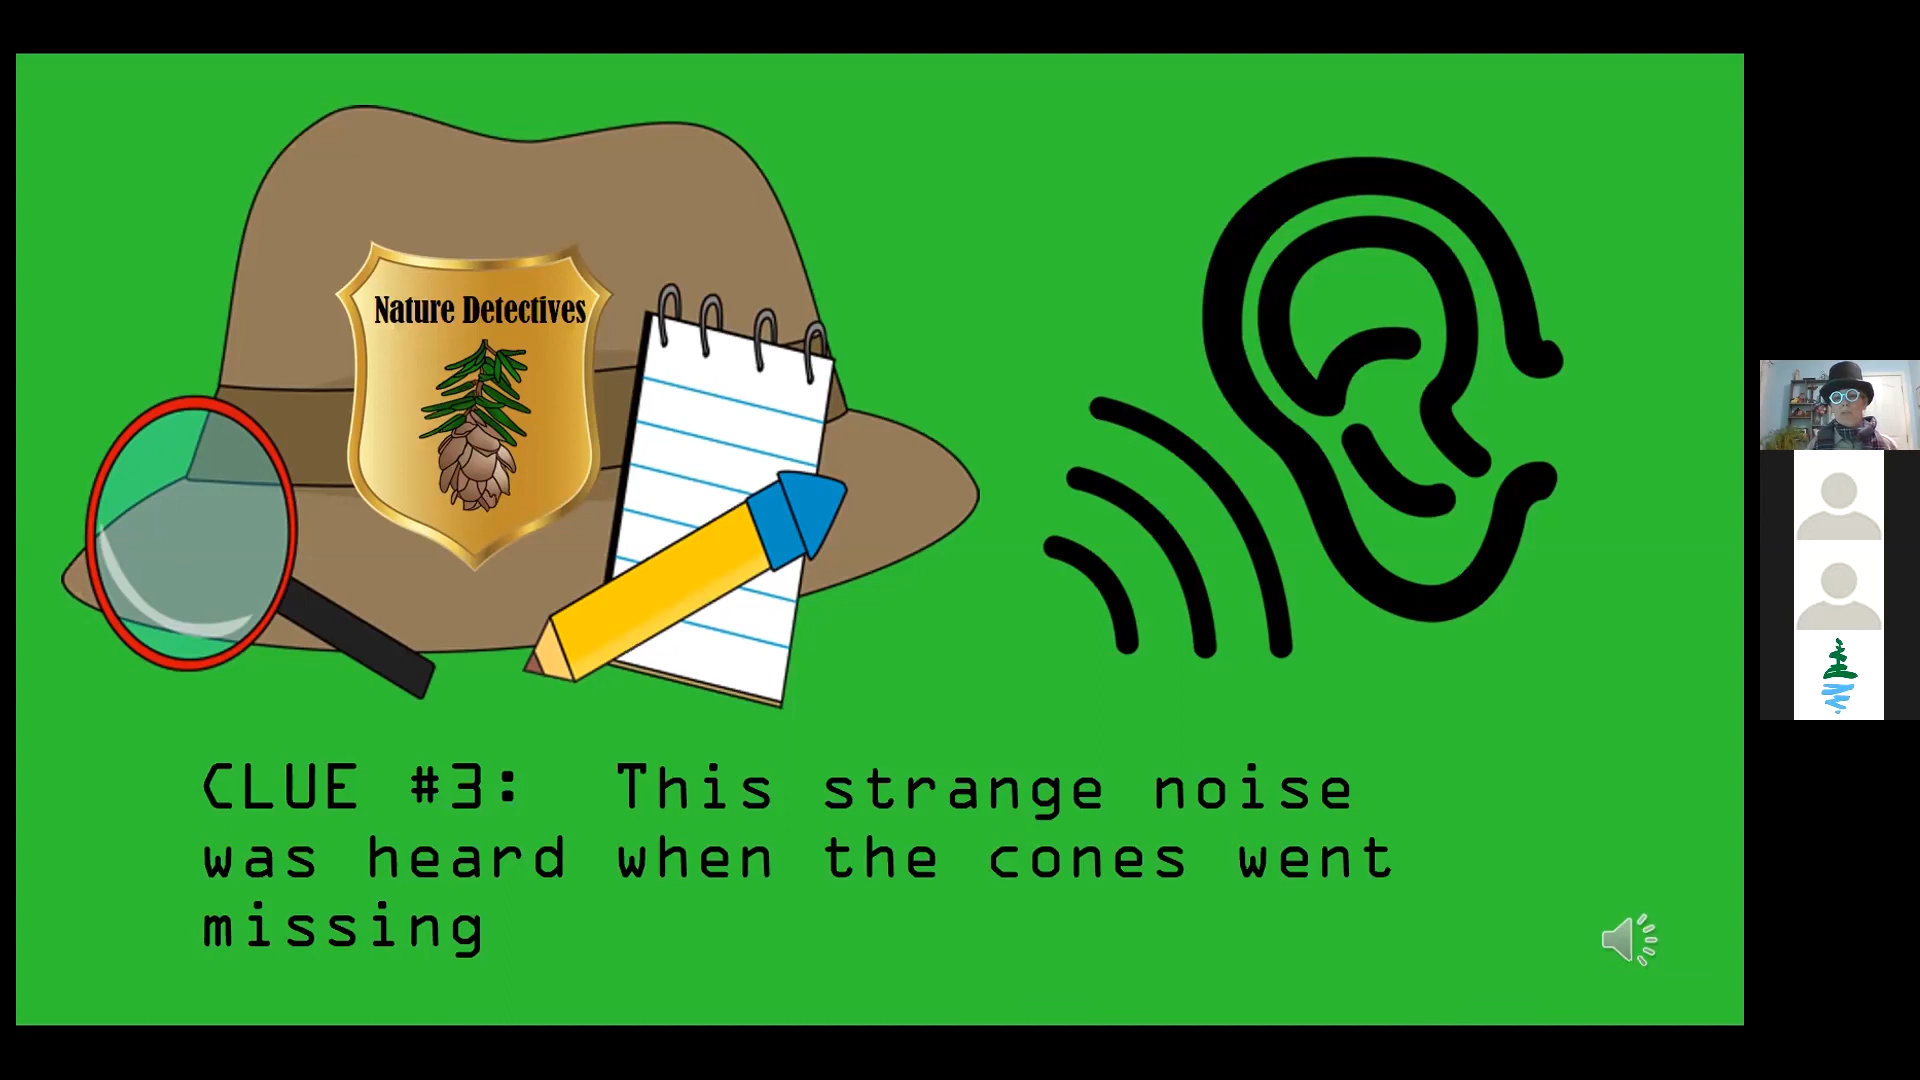 Nature Detectives
CLUE #3: This strange noise
was heard when the cones went
missing